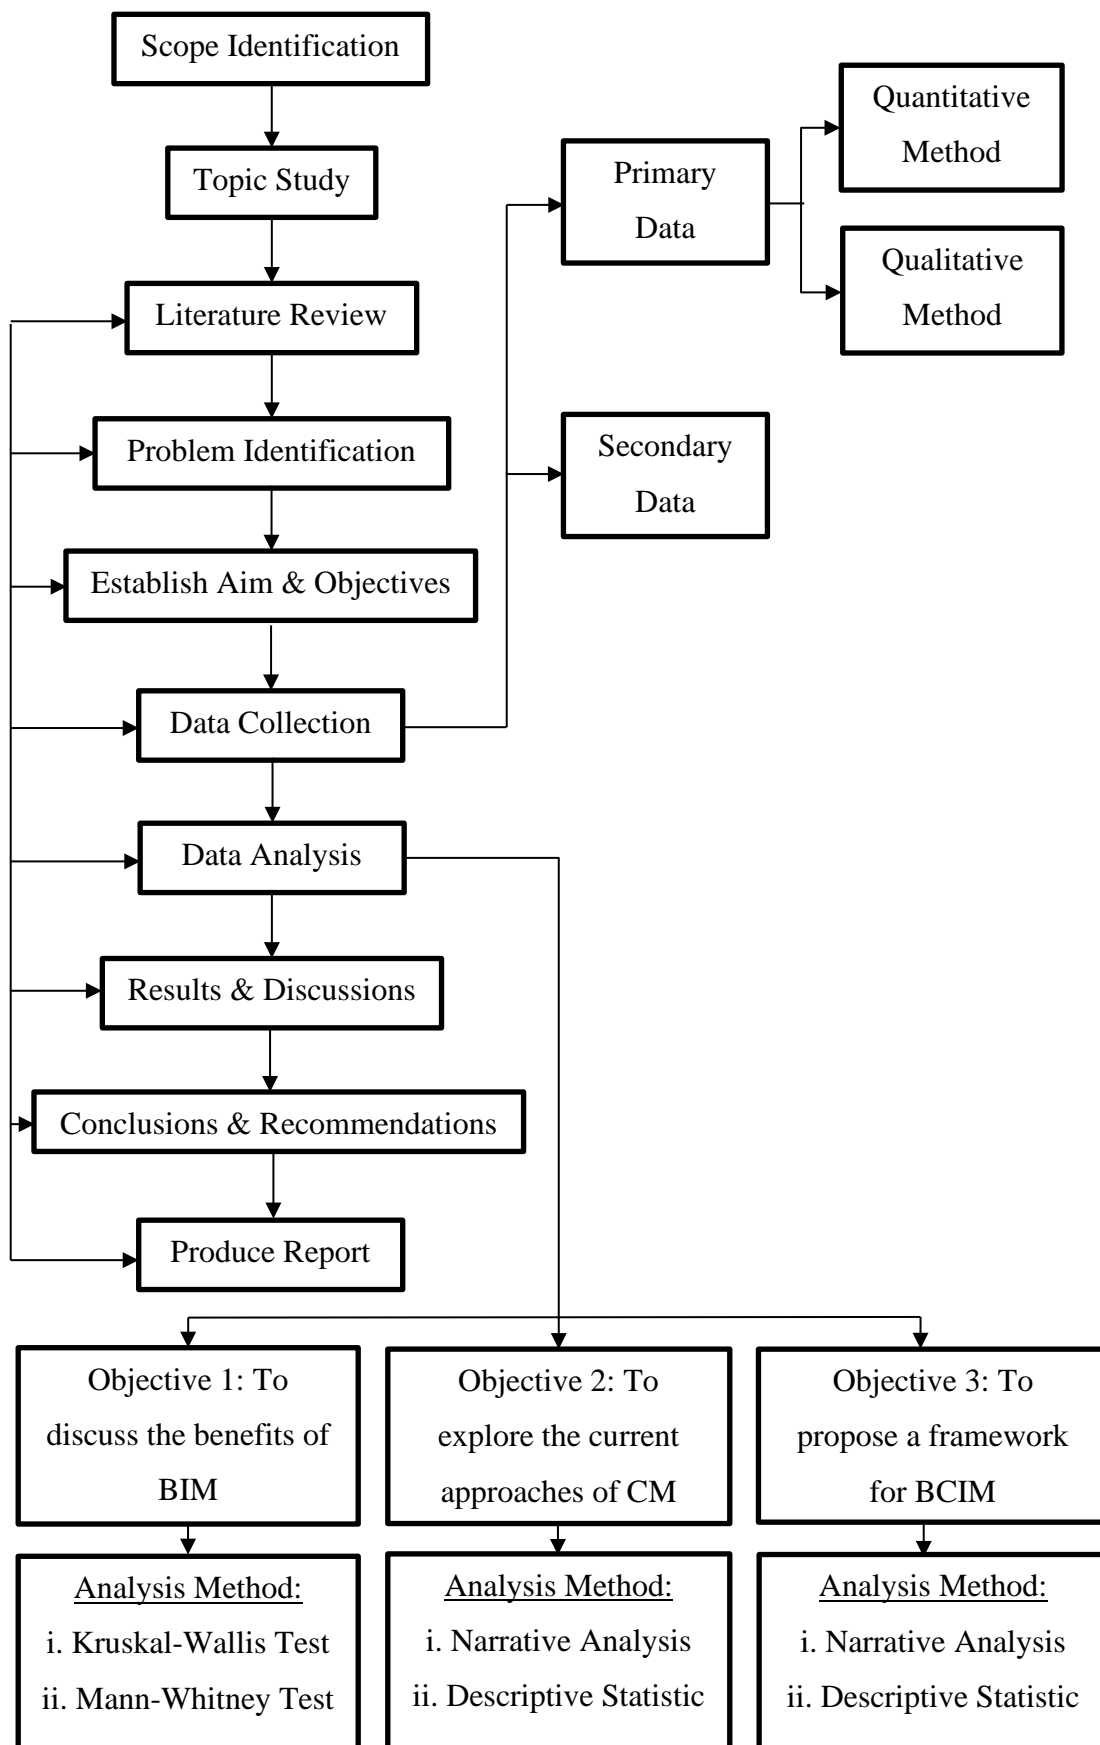 Scope Identification
Topic Study
Literature Review
Problem Identification
Establish Aim & Objectives
Data Collection
Data Analysis
Results & Discussions
Conclusions & Recommendations
Produce Report
Primary
Data
Secondary
Data
Quantitative
Method
Qualitative
Method
Objective 1: To
discuss the benefits of
BIM
Analysis Method:
i. Kruskal-Wallis Test
ii. Mann-Whitney Test
Objective 2: To
explore the current
approaches of CM
Analysis Method:
i. Narrative Analysis
ii. Descriptive Statistic
Objective 3: To
propose a framework
for BCIM
Analysis Method:
i. Narrative Analysis
ii. Descriptive Statistic